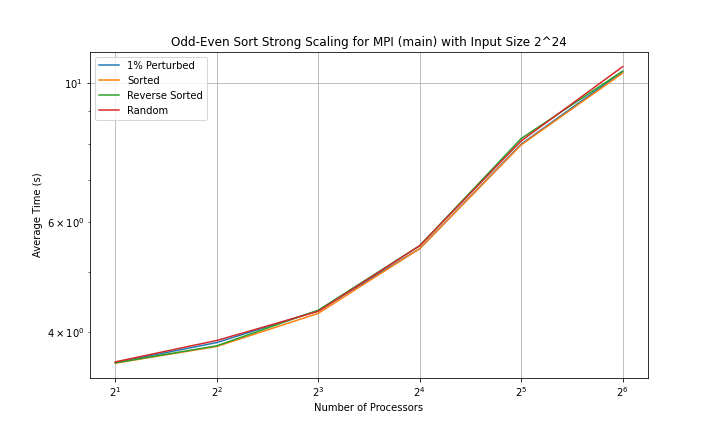 Odd-Even Sort Strong Scaling for MPI (main) with Input Size 2^24
1% Perturbed
Sorted
Reverse Sorted
Random
10¹
6 × 10⁰
4 × 10⁰
Average Time (s)
2¹ 2² 2³ 2⁴ 2⁵ 2⁶
Number of Processors